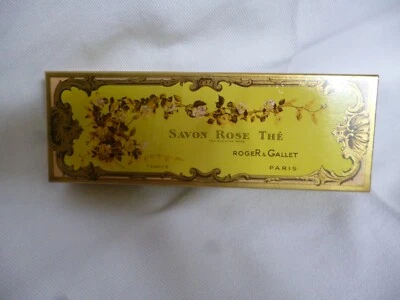 SAVON ROSE THÉ
ROGER & GALLET
PARIS